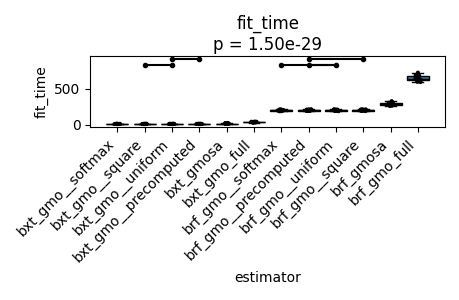 fit_time
p = 1.50e-29
fit_time
500
0
bxt_gmo__softmax
bxt_gmo__square
bxt_gmo__uniform
bxt_gmo__precomputed
bxt_gmosa
bxt_gmo_full
brf_gmo__softmax
brf_gmo__precomputed
brf_gmo__uniform
brf_gmo__square
brf_gmosa
brf_gmo_full
estimator